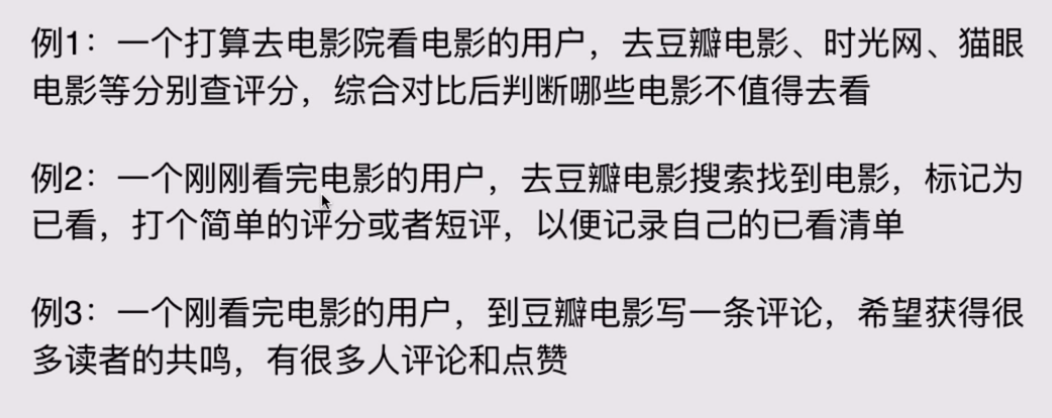 例1：一个打算去电影院看电影的用户，去豆瓣电影、时光网、猫眼
电影等分别查评分，综合对比后判断哪些电影不值得去看
例2：一个刚刚看完电影的用户，去豆瓣电影搜索找到电影，标记为
已看，打个简单的评分或者短评，以便记录自己的已看清单
例3：一个刚看完电影的用户，到豆瓣电影写一条评论，希望获得很
多读者的共鸣，有很多人评论和点赞